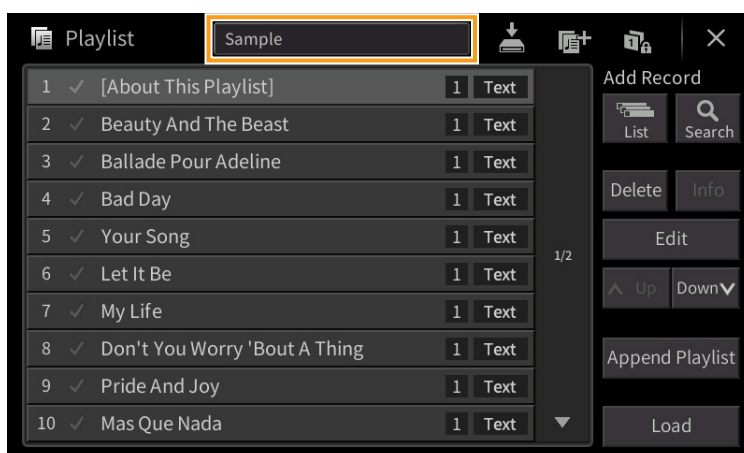 Playlist Sample
Add Record
1 [About This Playlist] 1 Text
2 Beauty And The Beast 1 Text
3 Ballade Pour Adeline 1 Text
4 Bad Day 1 Text
5 Your Song 1 Text
6 Let It Be 1 Text
7 My Life 1 Text
8 Don't You Worry 'Bout A Thing 1 Text
9 Pride And Joy 1 Text
10 Mas Que Nada 1 Text
1/2
List Search
Delete Info
Edit
Up Down
Append Playlist
Load